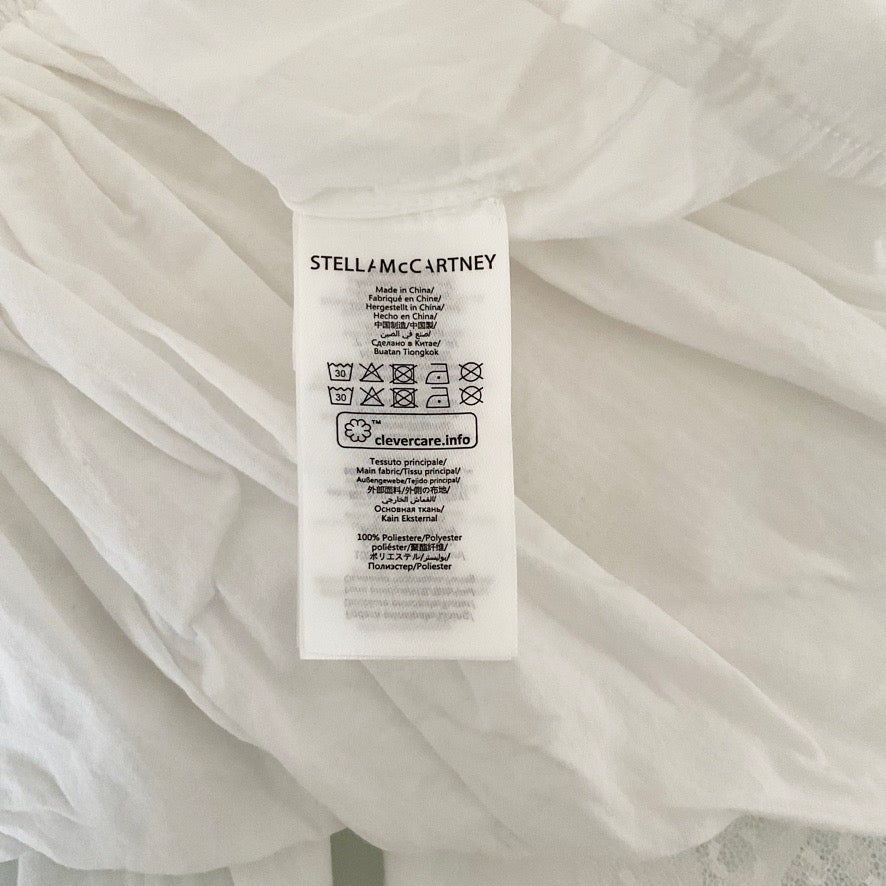 STELLA McCARTNEY
Made in China/
Fabriqué en Chine/
Hergestellt in China/
Hecho en China/
中国制造/中国製/
صنع في الصين/
Сделано в Китае/
Buatan Tiongkok
30
30
™
clevercare.info
Tessuto principale/
Main fabric/Tissu principal/
Außengewebe/Tejido principal/
外部面料/外側の布地/
القماش الخارجي/
Основная ткань/
Kain Eksternal
100% Poliestere/Polyester
poliéster/聚酯纤维/
ポリエステル/بوليستر/
Полиэстер/Poliester